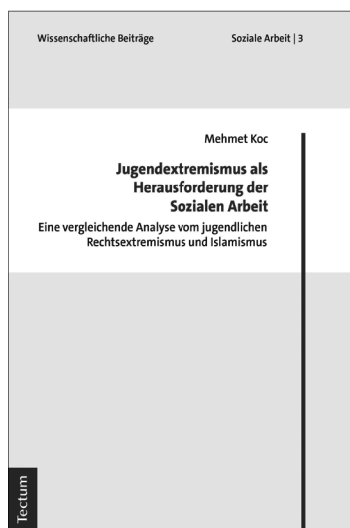 Wissenschaftliche Beiträge Soziale Arbeit | 3
Mehmet Koc
Jugendextremismus als
Herausforderung der
Sozialen Arbeit
Eine vergleichende Analyse vom jugendlichen
Rechtsextremismus und Islamismus
Tectum